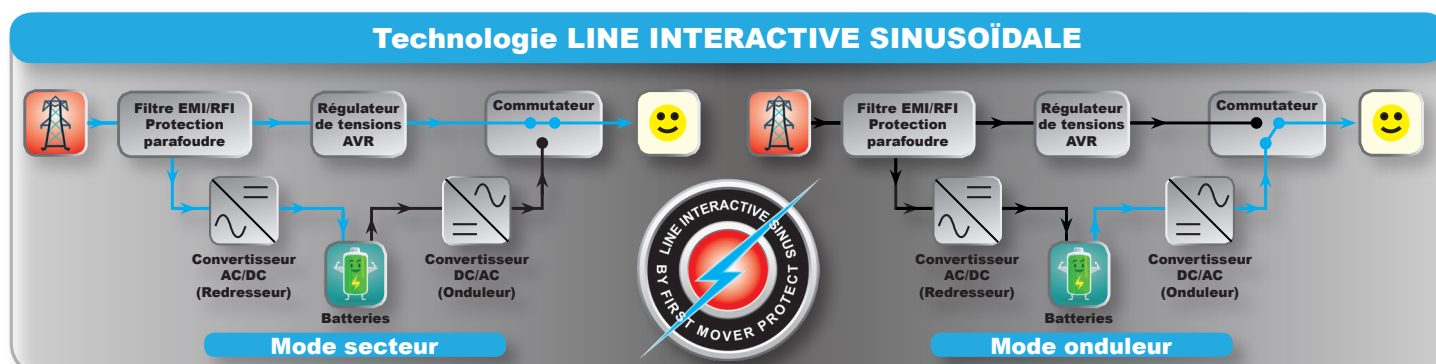 Technologie LINE INTERACTIVE SINUSOÏDALE
Filtre EMI/RFI
Protection
parafoudre
Régulateur
de tensions
AVR
Commutateur
Convertisseur
AC/DC
(Redresseur)
Batteries
Convertisseur
DC/AC
(Onduleur)
Mode secteur
LINE INTERACTIVE SINUS
BY FIRST MOVER PROTECT
Filtre EMI/RFI
Protection
parafoudre
Régulateur
de tensions
AVR
Commutateur
Convertisseur
AC/DC
(Redresseur)
Batteries
Convertisseur
DC/AC
(Onduleur)
Mode onduleur